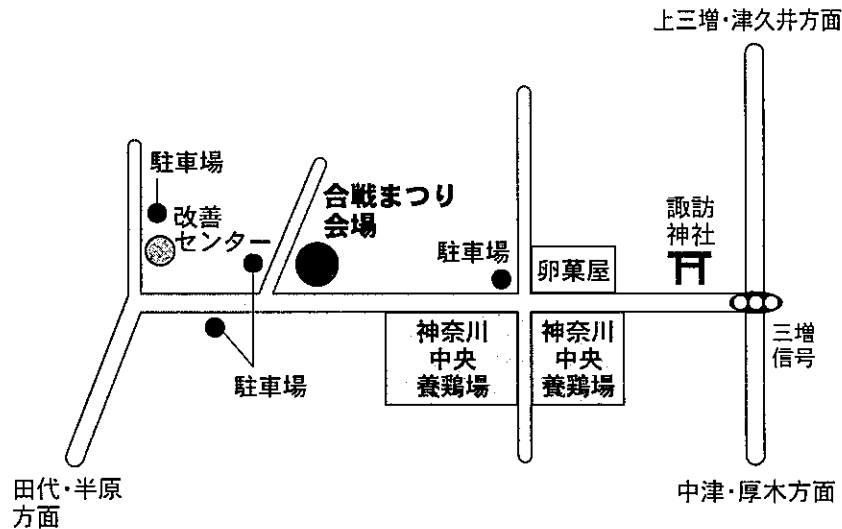 上三増・津久井方面
駐車場
改善
センター
合戦まつり
会場
駐車場
卵菓屋
諏訪
神社
神奈川
中央
養鶏場
神奈川
中央
養鶏場
三増
信号
駐車場
田代・半原
方面
中津・厚木方面